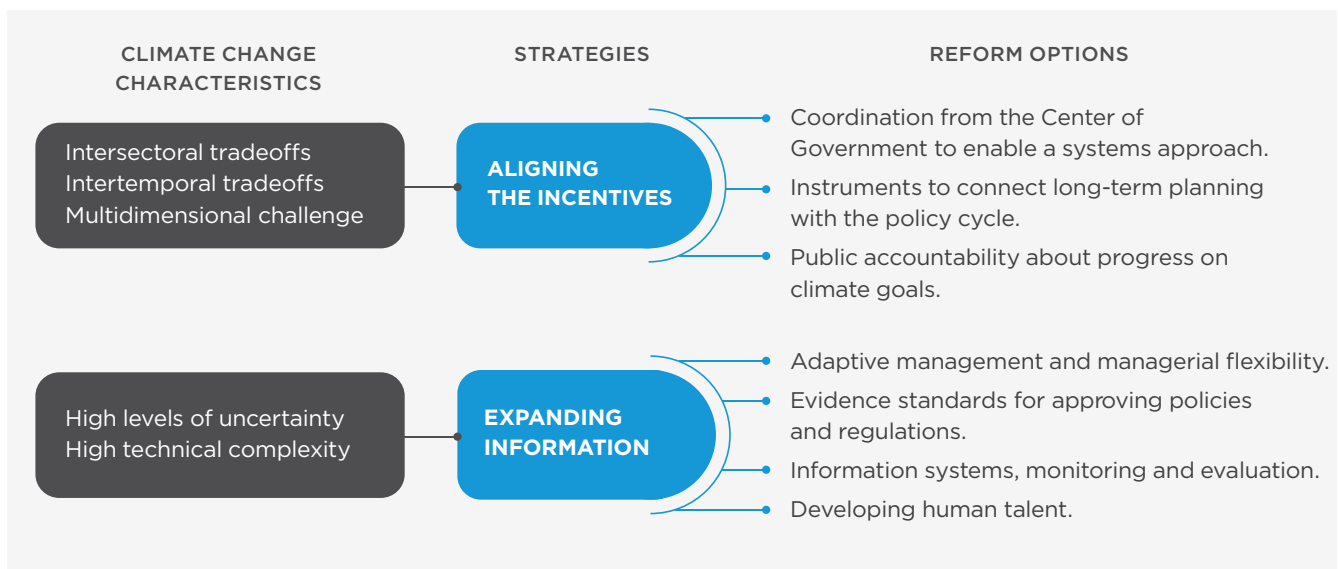 CLIMATE CHANGE
CHARACTERISTICS
STRATEGIES
REFORM OPTIONS
Intersectoral tradeoffs
Intertemporal tradeoffs
Multidimensional challenge
ALIGNING
THE INCENTIVES
Coordination from the Center of
Government to enable a systems approach.
Instruments to connect long-term planning
with the policy cycle.
Public accountability about progress on
climate goals.
High levels of uncertainty
High technical complexity
EXPANDING
INFORMATION
Adaptive management and managerial flexibility.
Evidence standards for approving policies
and regulations.
Information systems, monitoring and evaluation.
Developing human talent.